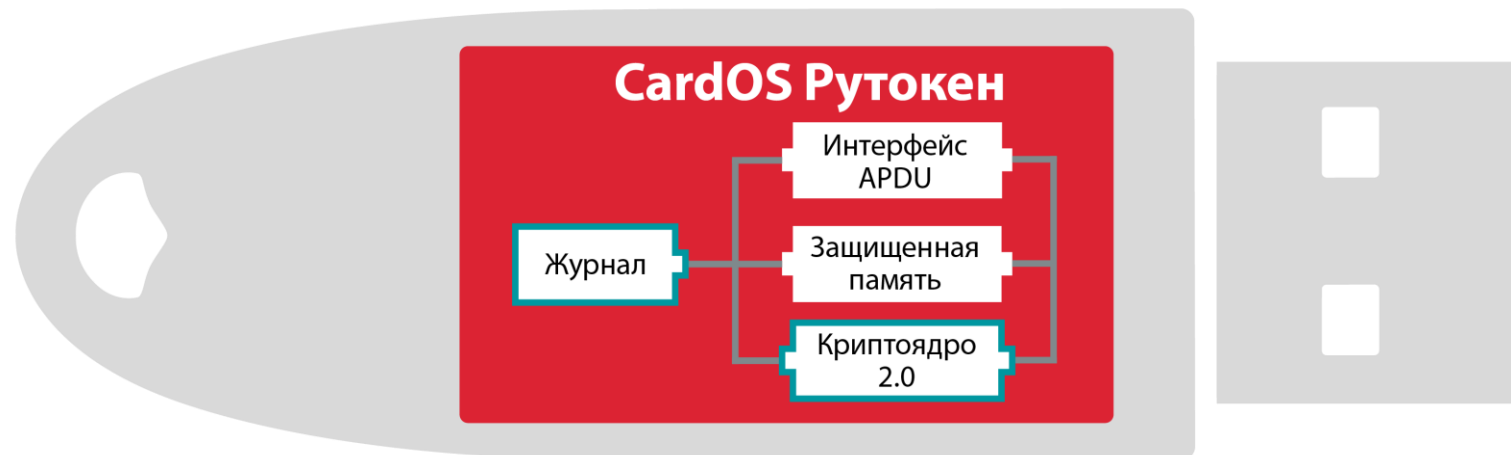 CardOS Рутокен
Интерфейс
APDU
Журнал
Защищенная
память
Криптоядро
2.0